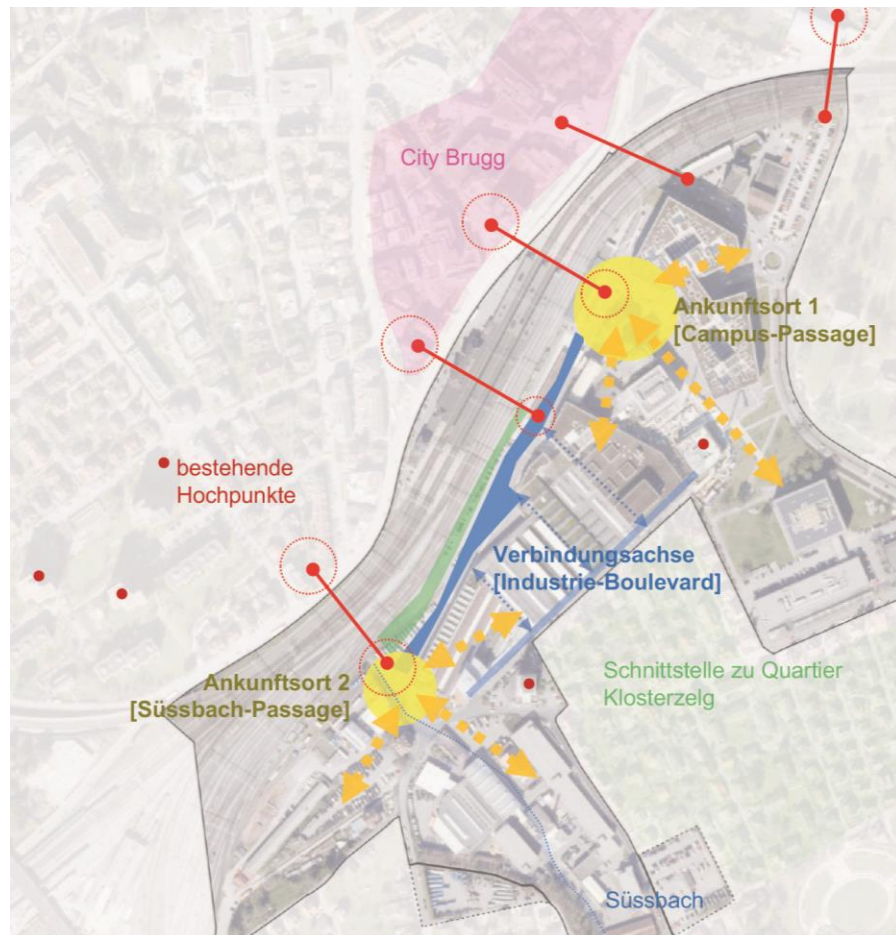 City Brugg
Ankunftsort 1
[Campus-Passage]
bestehende
Hochpunkte
Verbindungsachse
[Industrie-Boulevard]
Schnittstelle zu Quartier
Klosterzelg
Ankunftsort 2
[Süssbach-Passage]
Süssbach